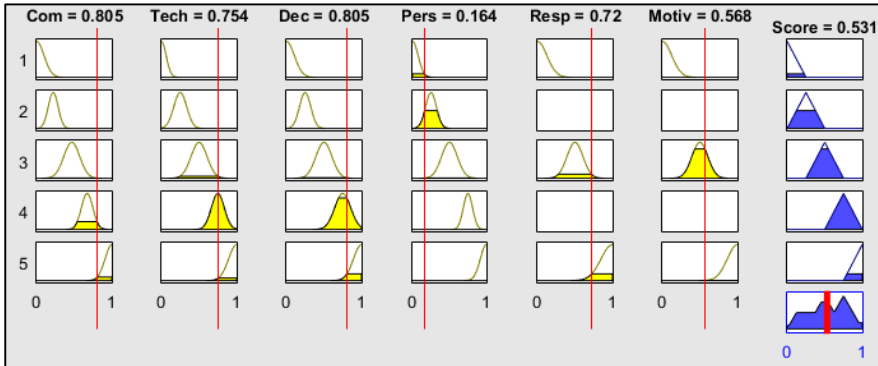 Com = 0.805 Tech = 0.754 Dec = 0.805 Pers = 0.164 Resp = 0.72 Motiv = 0.568
Score = 0.531
1
2
3
4
5
0 1 0 1 0 1 0 1 0 1 0 1
0 1